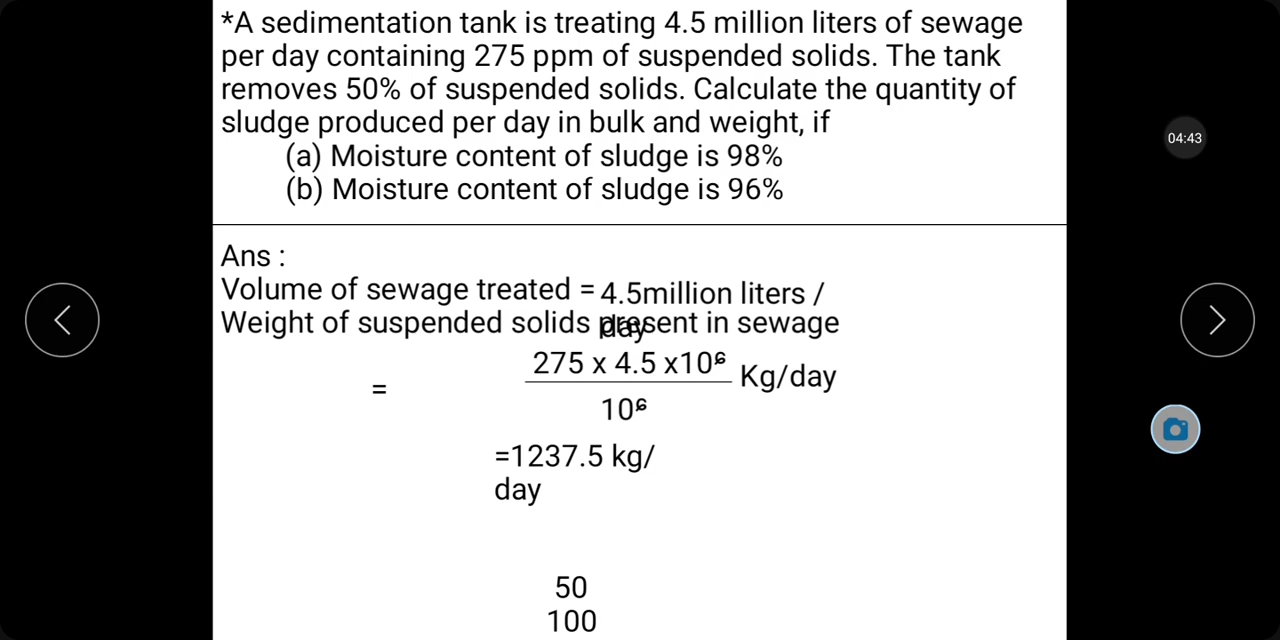 *A sedimentation tank is treating 4.5 million liters of sewage
per day containing 275 ppm of suspended solids. The tank
removes 50% of suspended solids. Calculate the quantity of
sludge produced per day in bulk and weight, if
(a) Moisture content of sludge is 98%
(b) Moisture content of sludge is 96%
04:43
Ans :
Volume of sewage treated = 4.5million liters /
day
Weight of suspended solids present in sewage
= 275 x 4.5 x10⁶ Kg/day
10⁶
=1237.5 kg/
day
50
100